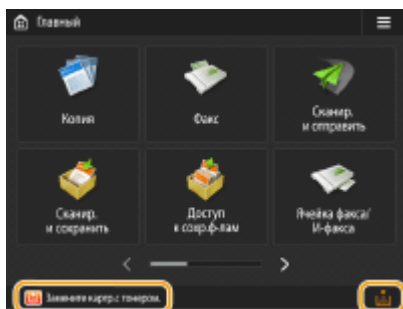 Главный
Копия
Факс
Сканир.
и отправить
Сканир.
и сохранить
Доступ
к сохр.ф-лам
Ячейка факса/
И-факса
Замените картр.с тонером.